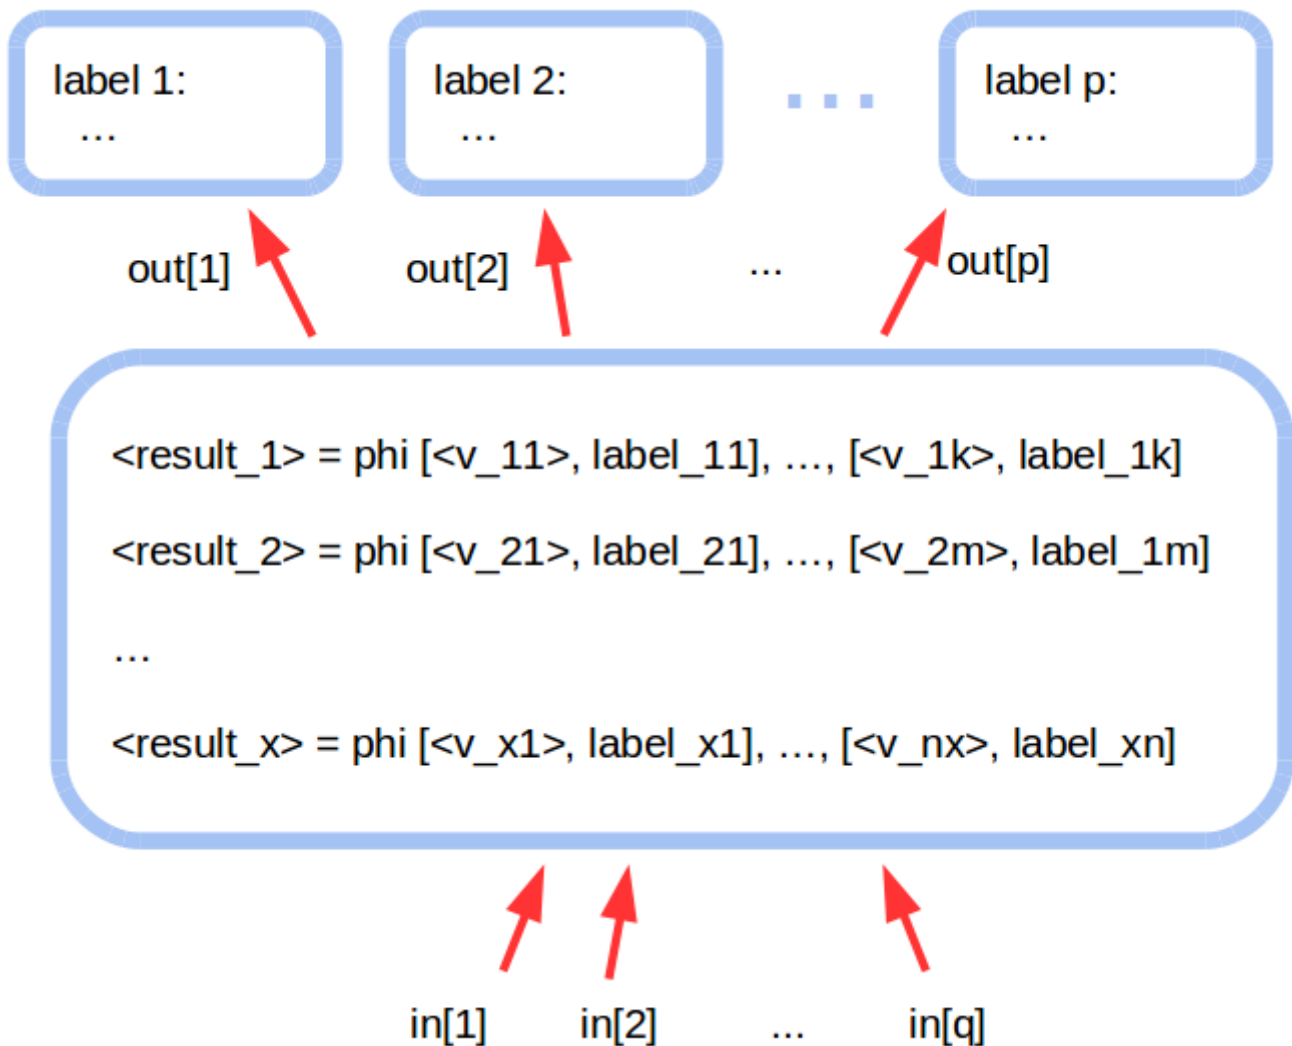 label 1: label 2: ... label p:
... ... ...
out[1] out[2] ... out[p]
<result_1> = phi [<v_11>, label_11], ..., [<v_1k>, label_1k]
<result_2> = phi [<v_21>, label_21], ..., [<v_2m>, label_1m]
...
<result_x> = phi [<v_x1>, label_x1], ..., [<v_nx>, label_xn]
in[1] in[2] ... in[q]